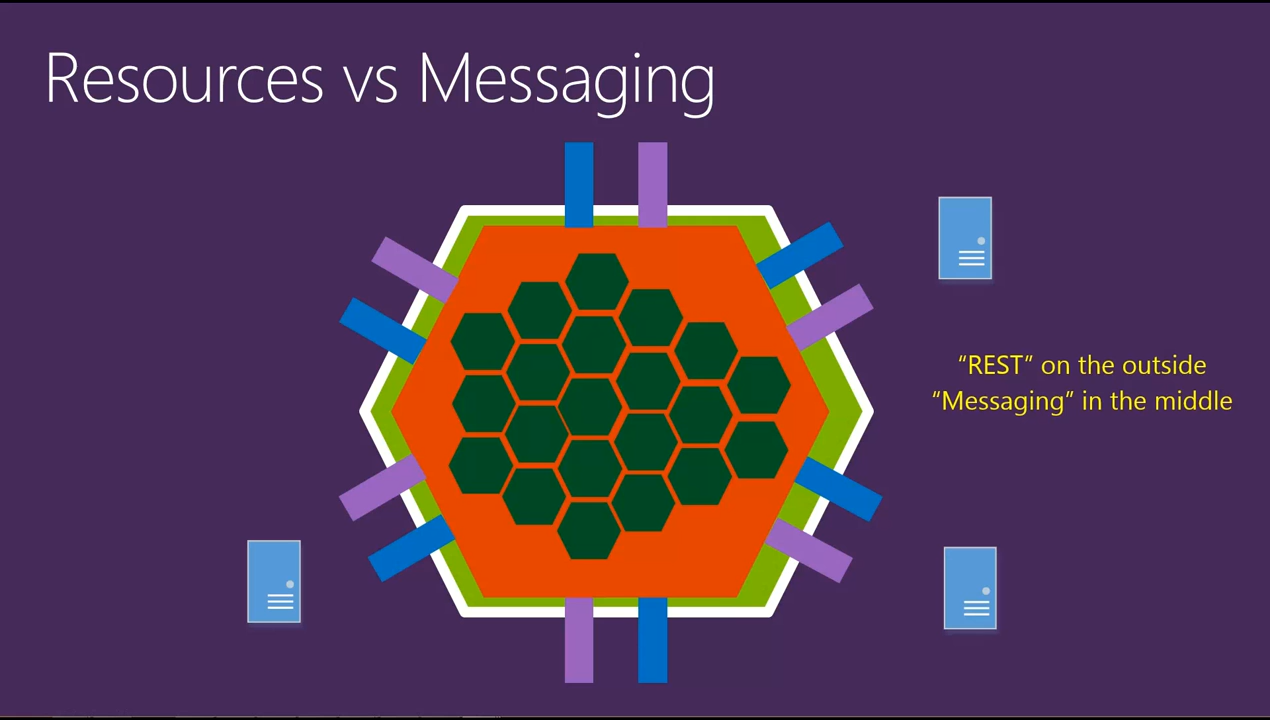 Resources vs Messaging
“REST” on the outside
“Messaging” in the middle